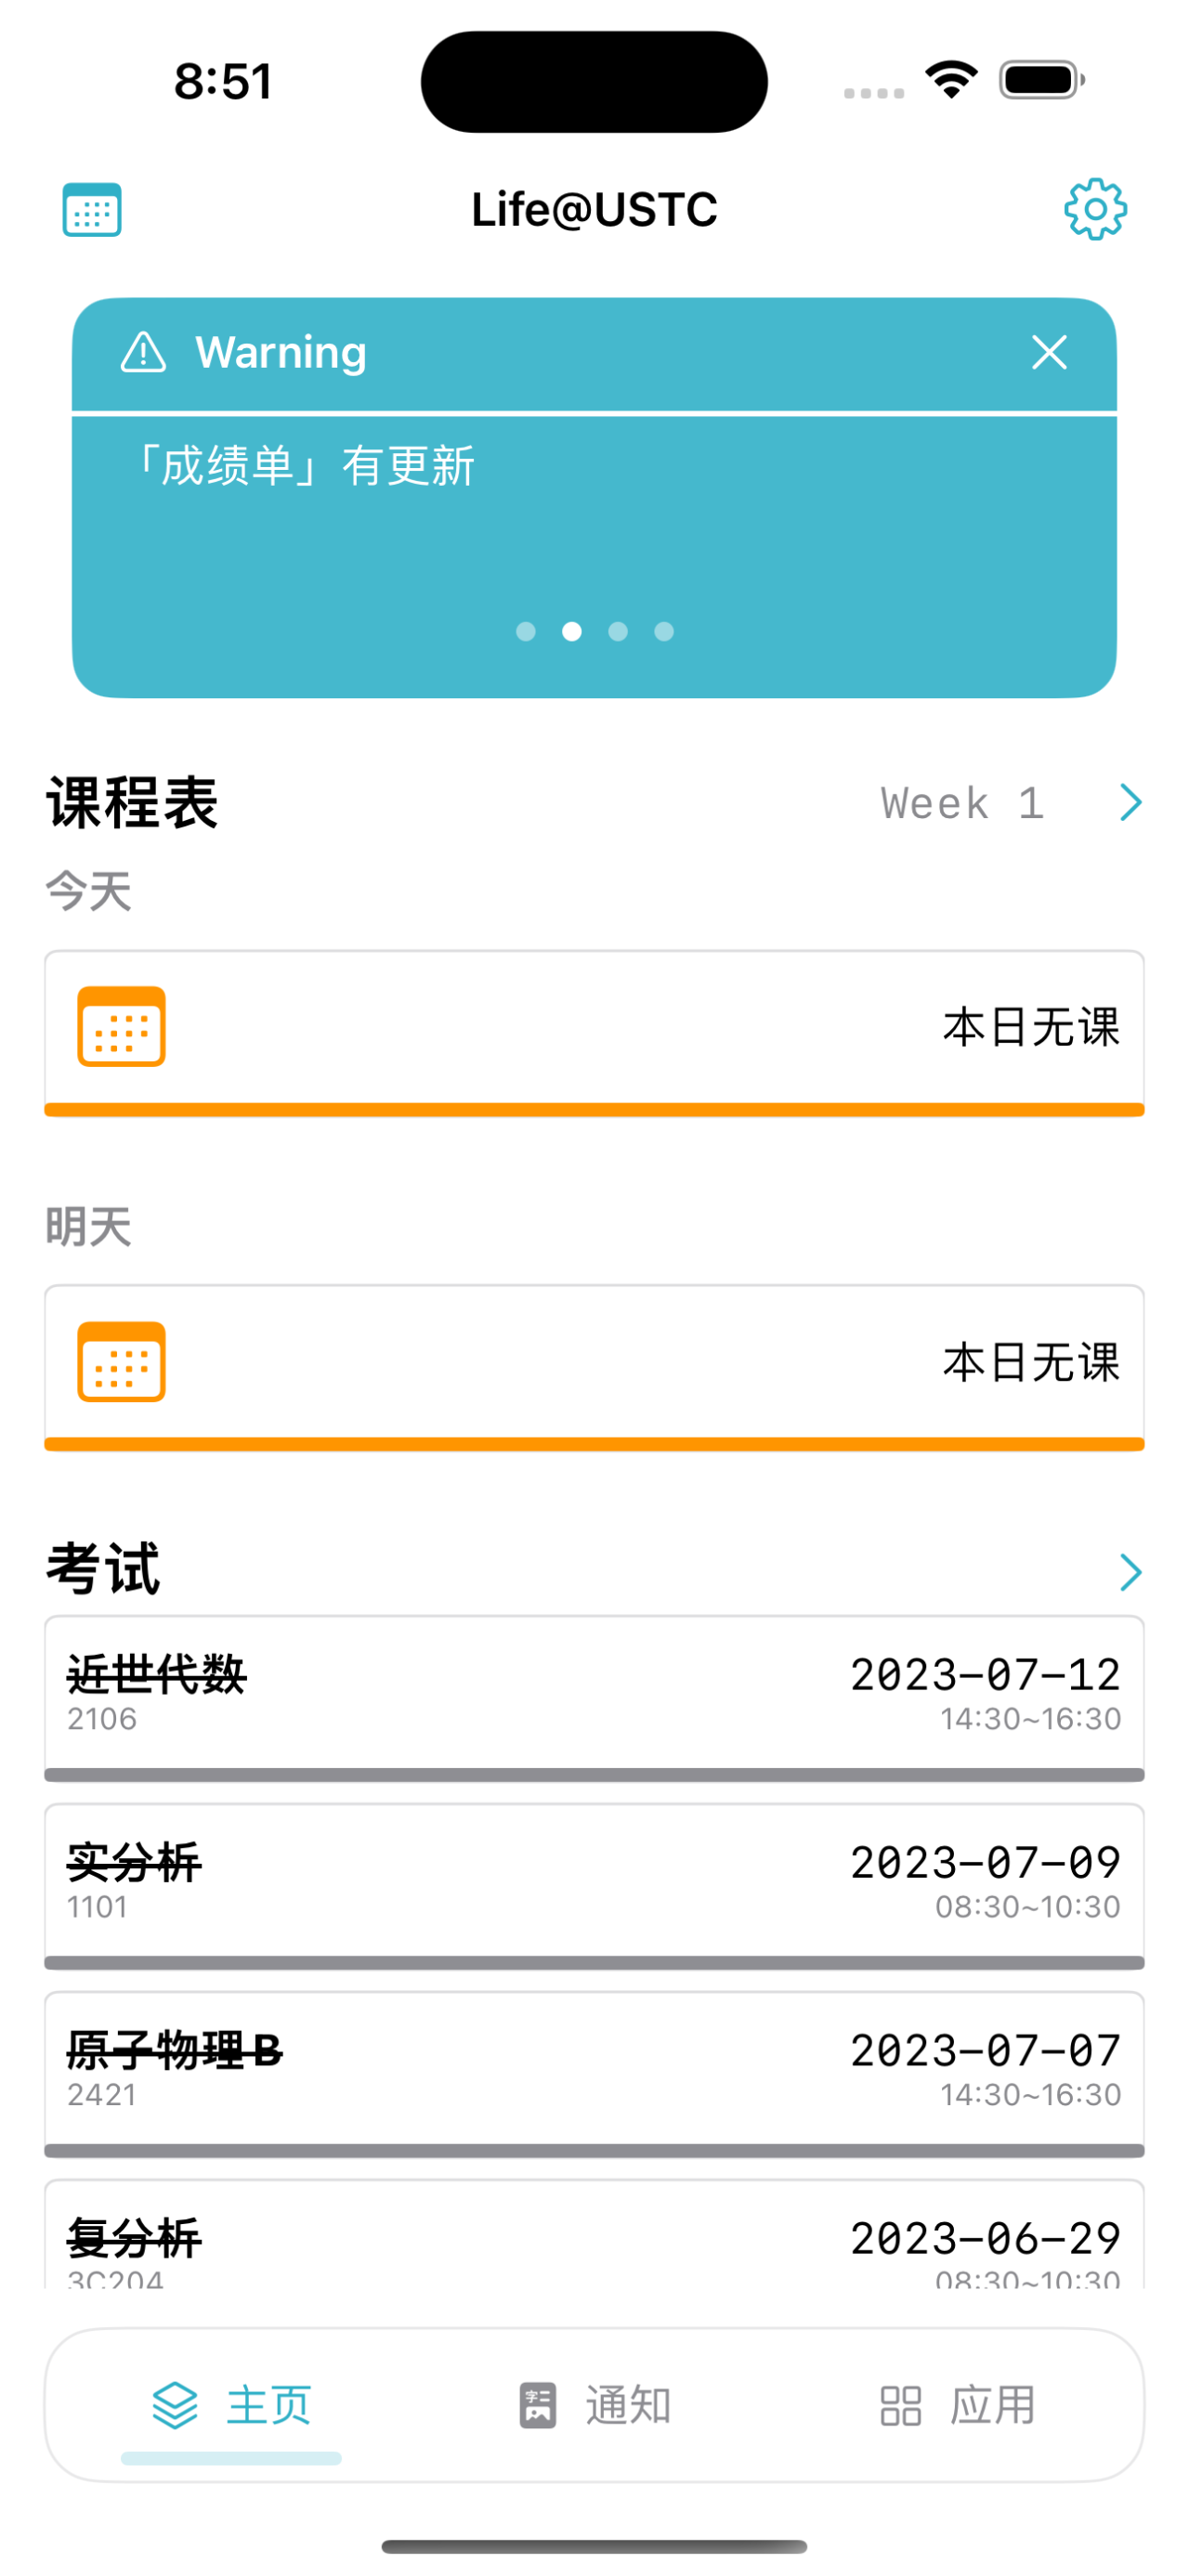 8:51
Life@USTC
Warning
「成绩单」有更新
课程表
Week 1
今天
本日无课
明天
本日无课
考试
近世代数
2023-07-12
2106
14:30~16:30
实分析
2023-07-09
1101
08:30~10:30
原子物理B
2023-07-07
2421
14:30~16:30
复分析
2023-06-29
3C204
08:30~10:30
主页
通知
应用